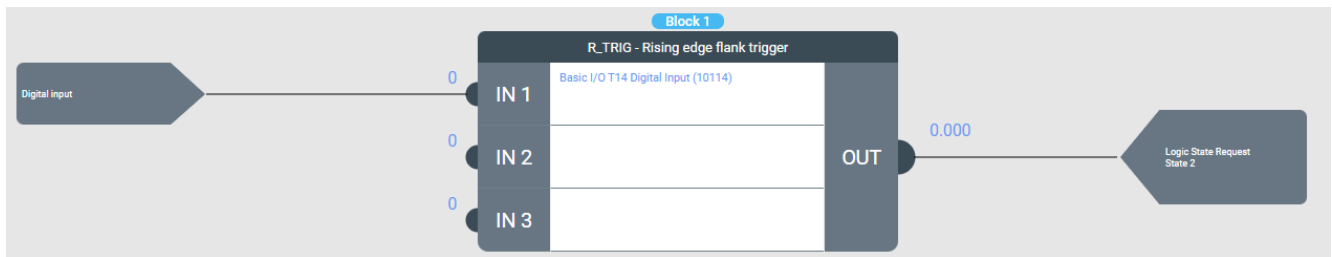 Block 1
R_TRIG - Rising edge flank trigger
Digital input
0
IN 1
Basic I/O T14 Digital Input (10114)
0
IN 2
OUT
0.000
Logic State Request
State 2
0
IN 3